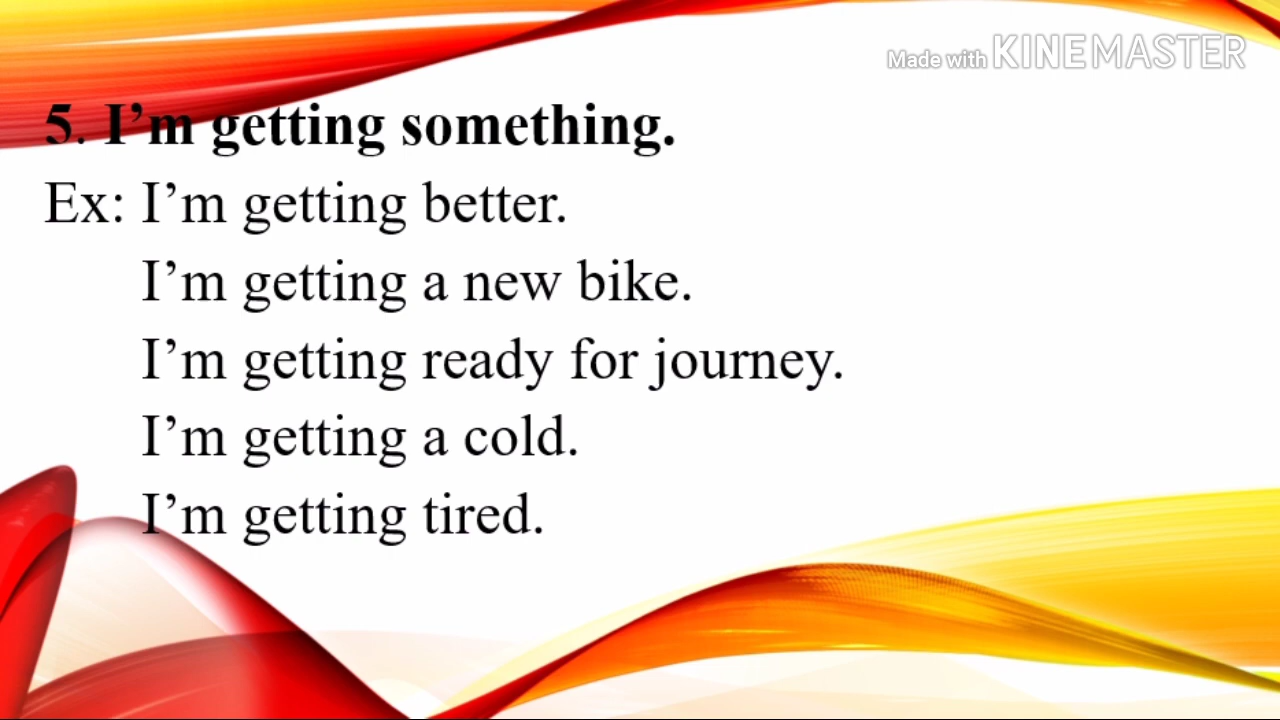 Made with KINEMASTER
5. I'm getting something.
Ex: I'm getting better.
I'm getting a new bike.
I'm getting ready for journey.
I'm getting a cold.
I'm getting tired.